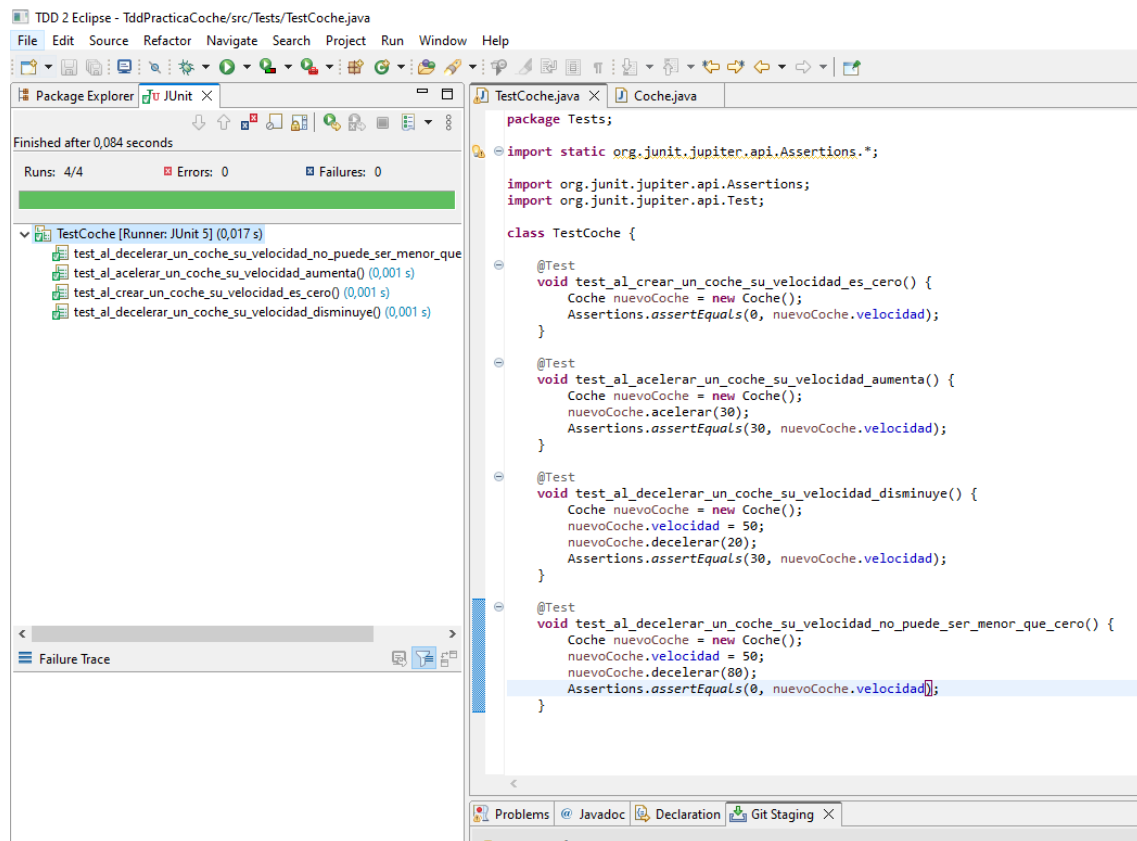 TDD 2 Eclipse - TddPracticaCoche/src/Tests/TestCoche.java
File Edit Source Refactor Navigate Search Project Run Window Help
Package Explorer JUnit
Finished after 0,084 seconds
Runs: 4/4 Errors: 0 Failures: 0
TestCoche [Runner: JUnit 5] (0,017 s)
test_al_decelerar_un_coche_su_velocidad_no_puede_ser_menor_que
test_al_acelerar_un_coche_su_velocidad_aumenta() (0,001 s)
test_al_crear_un_coche_su_velocidad_es_cero() (0,001 s)
test_al_decelerar_un_coche_su_velocidad_disminuye() (0,001 s)
Failure Trace
TestCoche.java Coche.java
package Tests;
import static org.junit.jupiter.api.Assertions.*;
import org.junit.jupiter.api.Assertions;
import org.junit.jupiter.api.Test;
class TestCoche {
@Test
void test_al_crear_un_coche_su_velocidad_es_cero() {
Coche nuevoCoche = new Coche();
Assertions.assertEquals(0, nuevoCoche.velocidad);
}
@Test
void test_al_acelerar_un_coche_su_velocidad_aumenta() {
Coche nuevoCoche = new Coche();
nuevoCoche.acelerar(30);
Assertions.assertEquals(30, nuevoCoche.velocidad);
}
@Test
void test_al_decelerar_un_coche_su_velocidad_disminuye() {
Coche nuevoCoche = new Coche();
nuevoCoche.velocidad = 50;
nuevoCoche.decelerar(20);
Assertions.assertEquals(30, nuevoCoche.velocidad);
}
@Test
void test_al_decelerar_un_coche_su_velocidad_no_puede_ser_menor_que_cero() {
Coche nuevoCoche = new Coche();
nuevoCoche.velocidad = 50;
nuevoCoche.decelerar(80);
Assertions.assertEquals(0, nuevoCoche.velocidad);
}
Problems Javadoc Declaration Git Staging